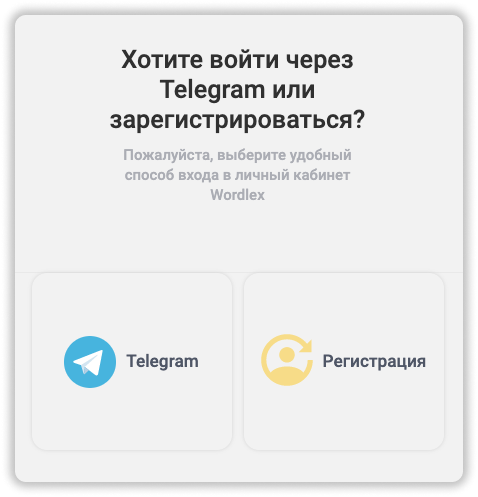 Хотите войти через
Telegram или
зарегистрироваться?
Пожалуйста, выберите удобный
способ входа в личный кабинет
Wordlex
Telegram
Регистрация